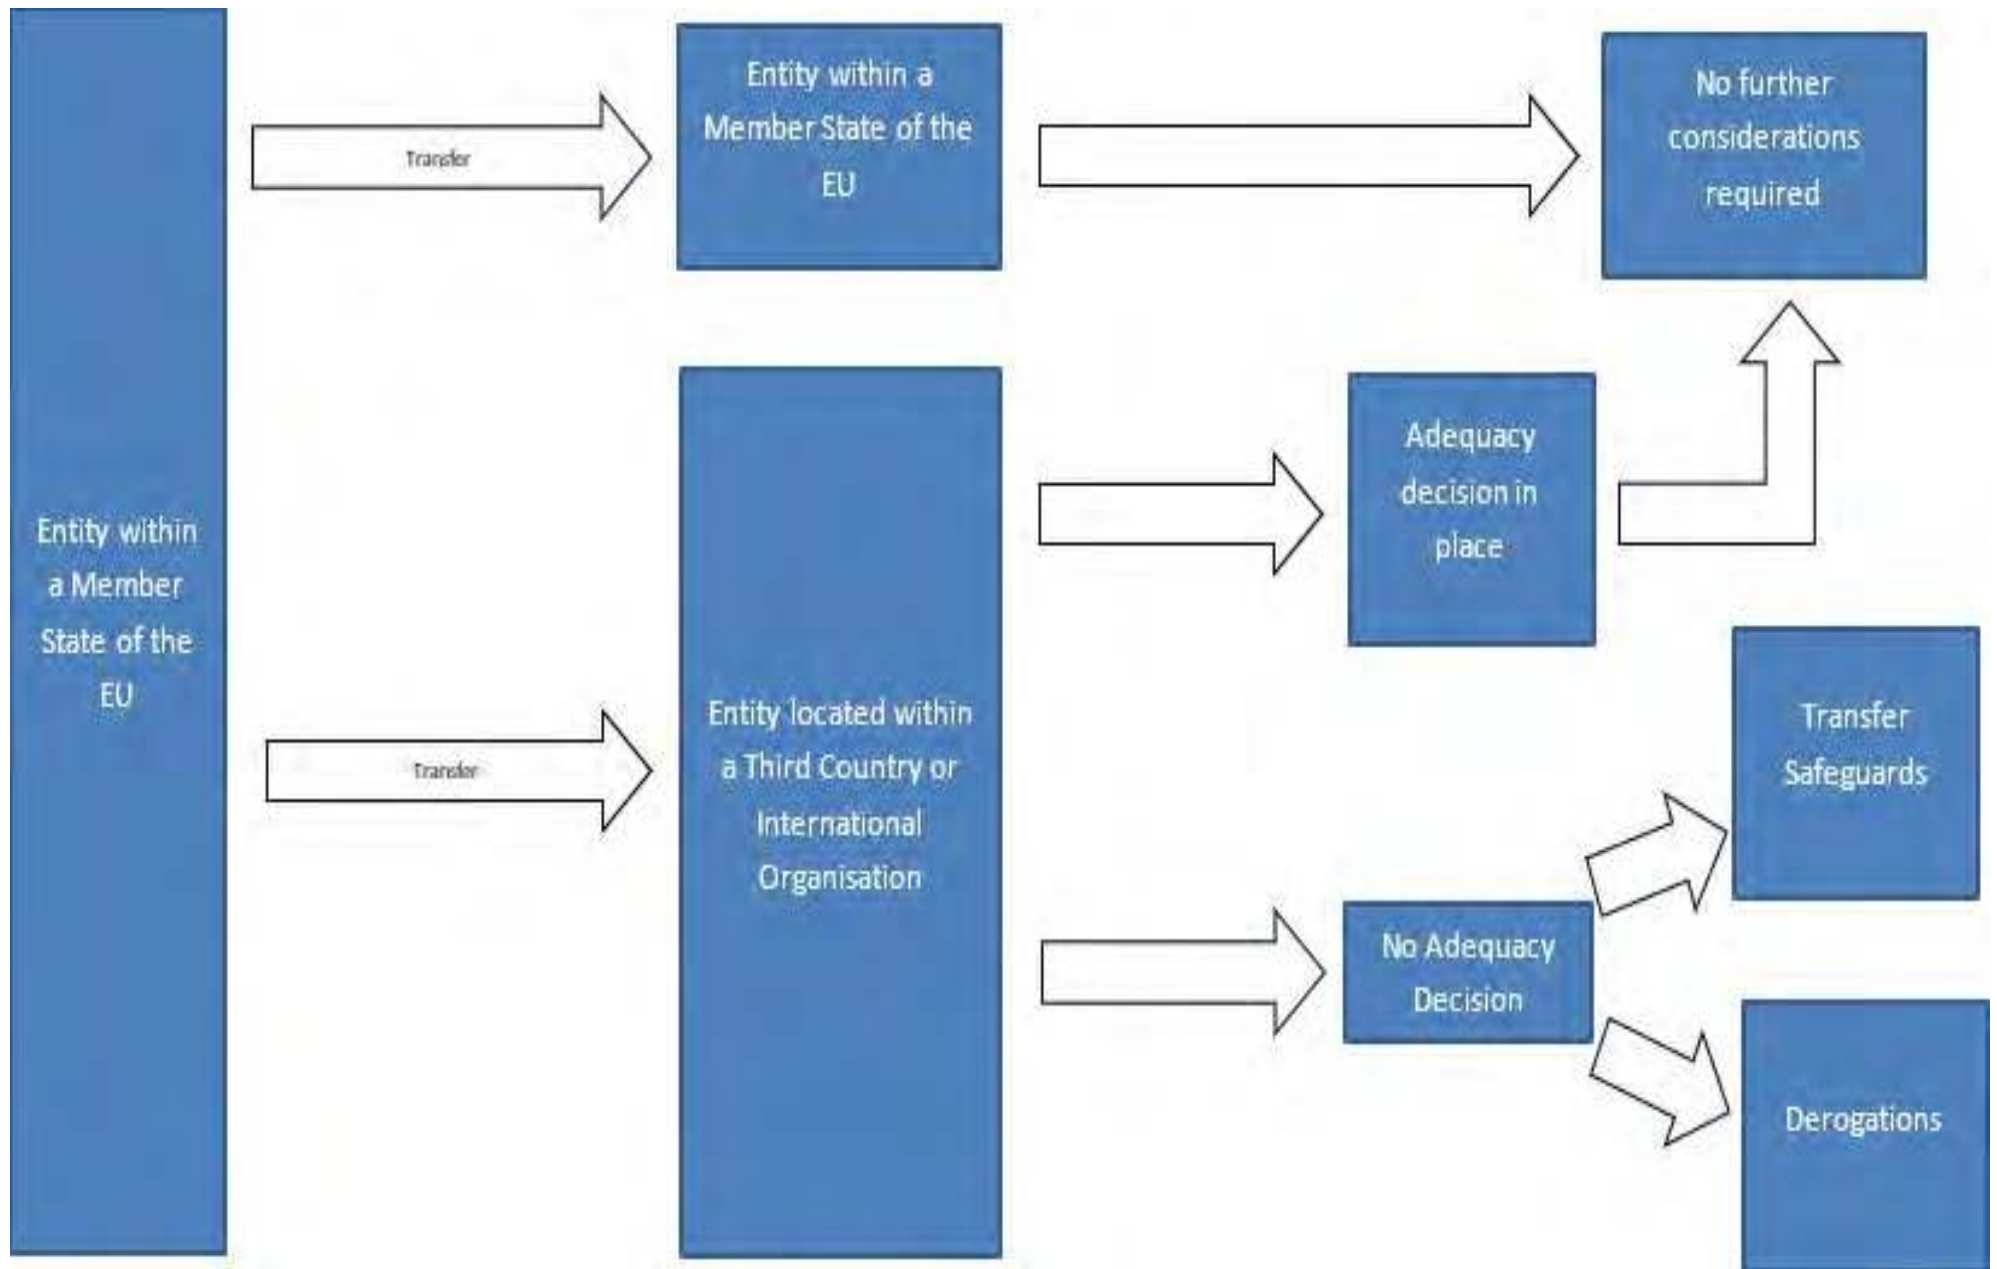 Entity within
a Member
State of the
EU
Transfer
Entity within a
Member State of the
EU
No further
considerations
required
Transfer
Entity located within
a Third Country or
International
Organisation
Adequacy
decision in
place
No Adequacy
Decision
Transfer
Safeguards
Derogations